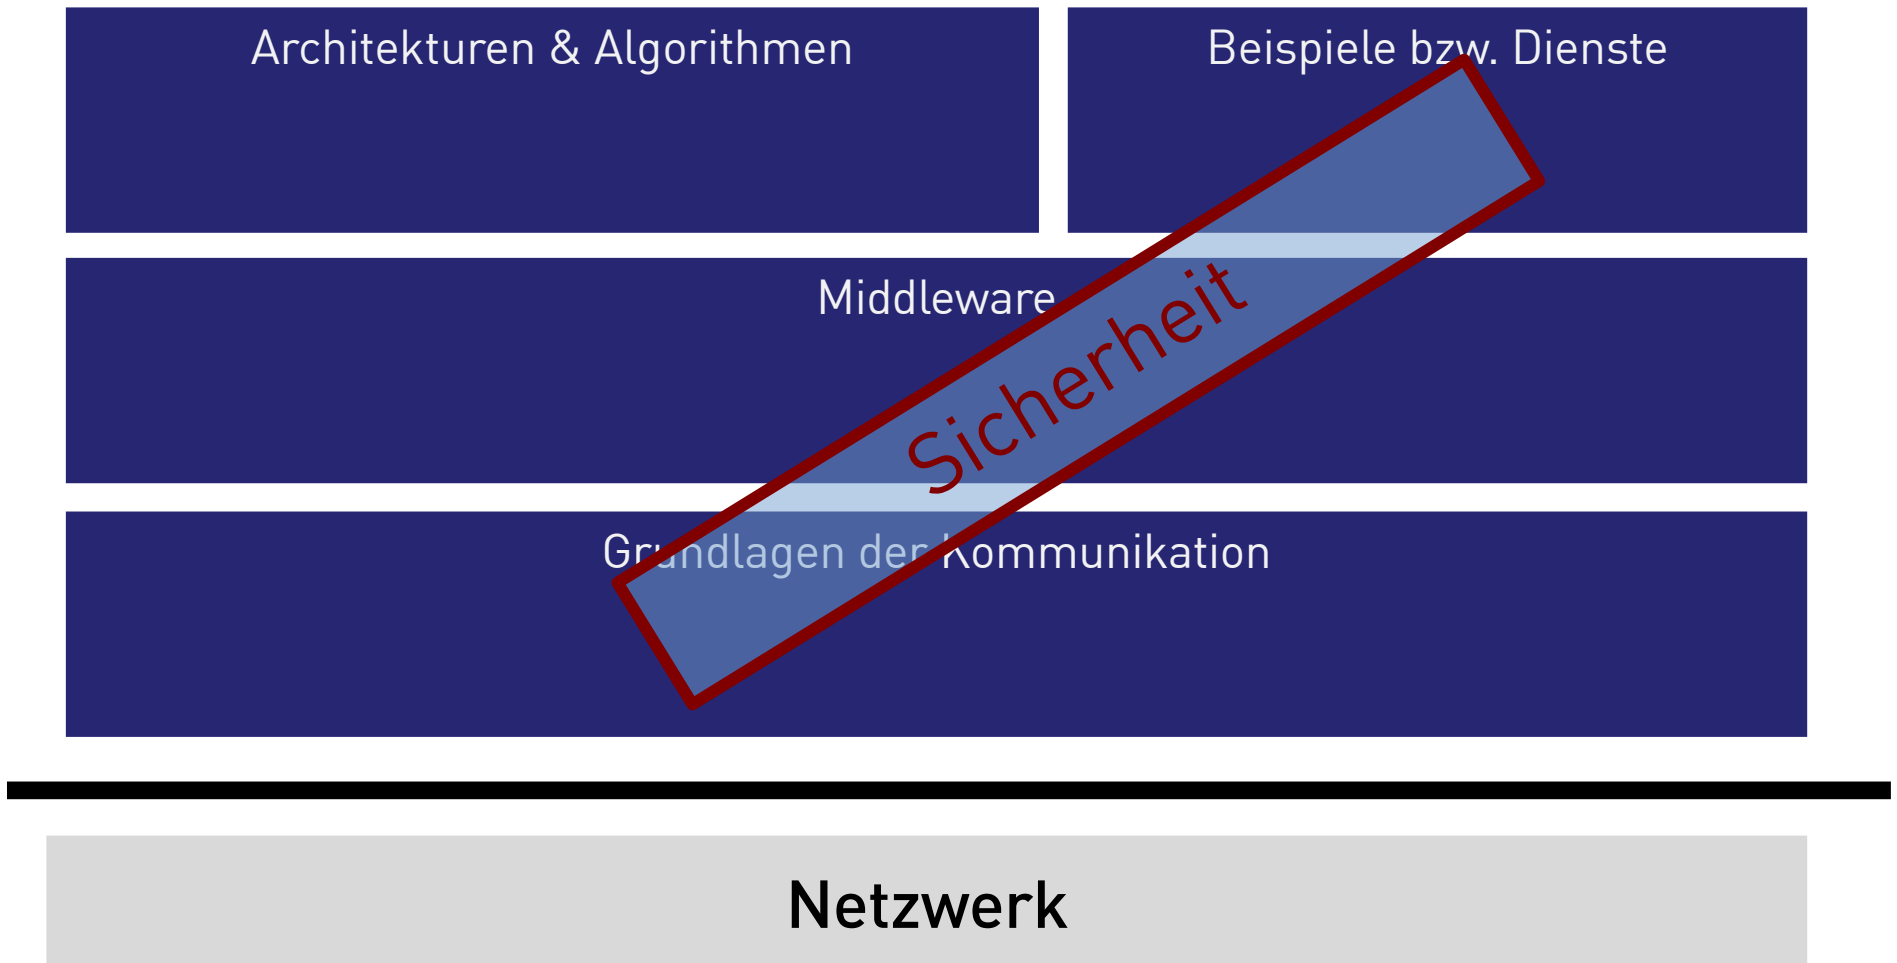 Architekturen & Algorithmen
Beispiele bzw. Dienste
Middleware
Sicherheit
Grundlagen der Kommunikation
Netzwerk